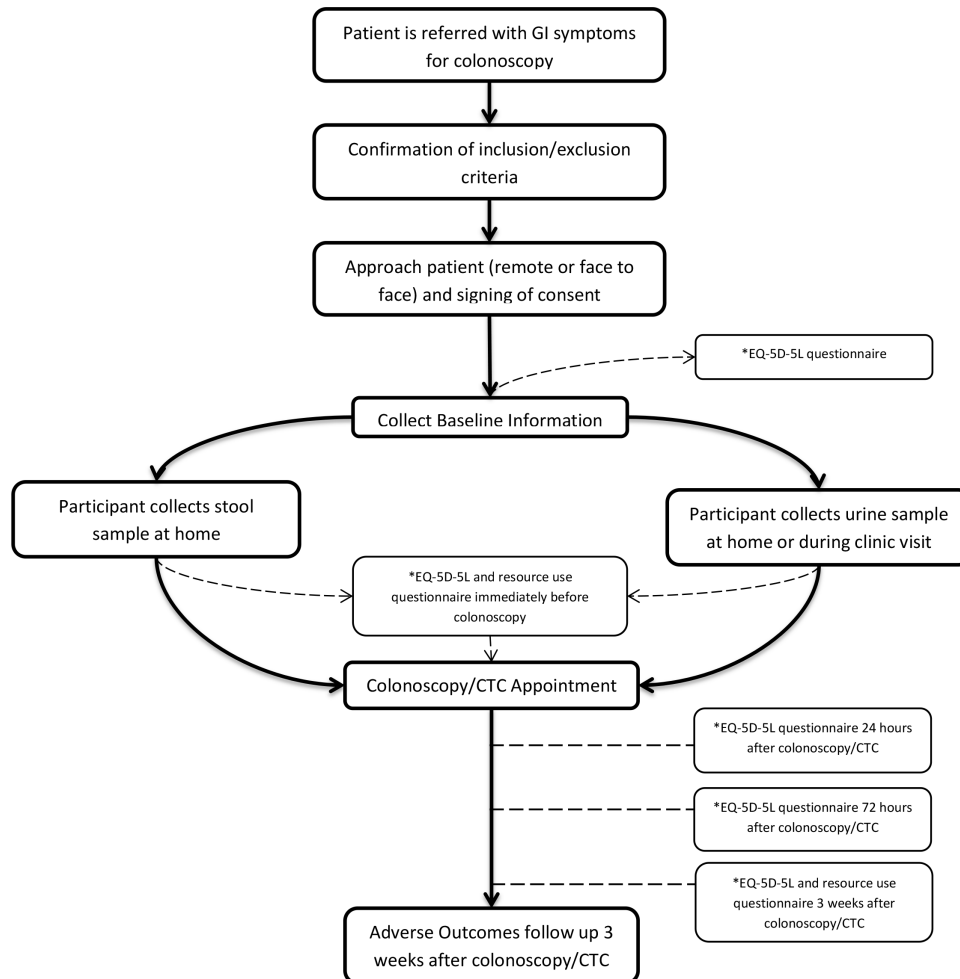 Patient is referred with GI symptoms
for colonoscopy
Confirmation of inclusion/exclusion
criteria
Approach patient (remote or face to
face) and signing of consent
*EQ-5D-5L questionnaire
Collect Baseline Information
Participant collects stool
sample at home
Participant collects urine sample
at home or during clinic visit
*EQ-5D-5L and resource use
questionnaire immediately before
colonoscopy
Colonoscopy/CTC Appointment
*EQ-5D-5L questionnaire 24 hours
after colonoscopy/CTC
*EQ-5D-5L questionnaire 72 hours
after colonoscopy/CTC
*EQ-5D-5L and resource use
questionnaire 3 weeks after
colonoscopy/CTC
Adverse Outcomes follow up 3
weeks after colonoscopy/CTC